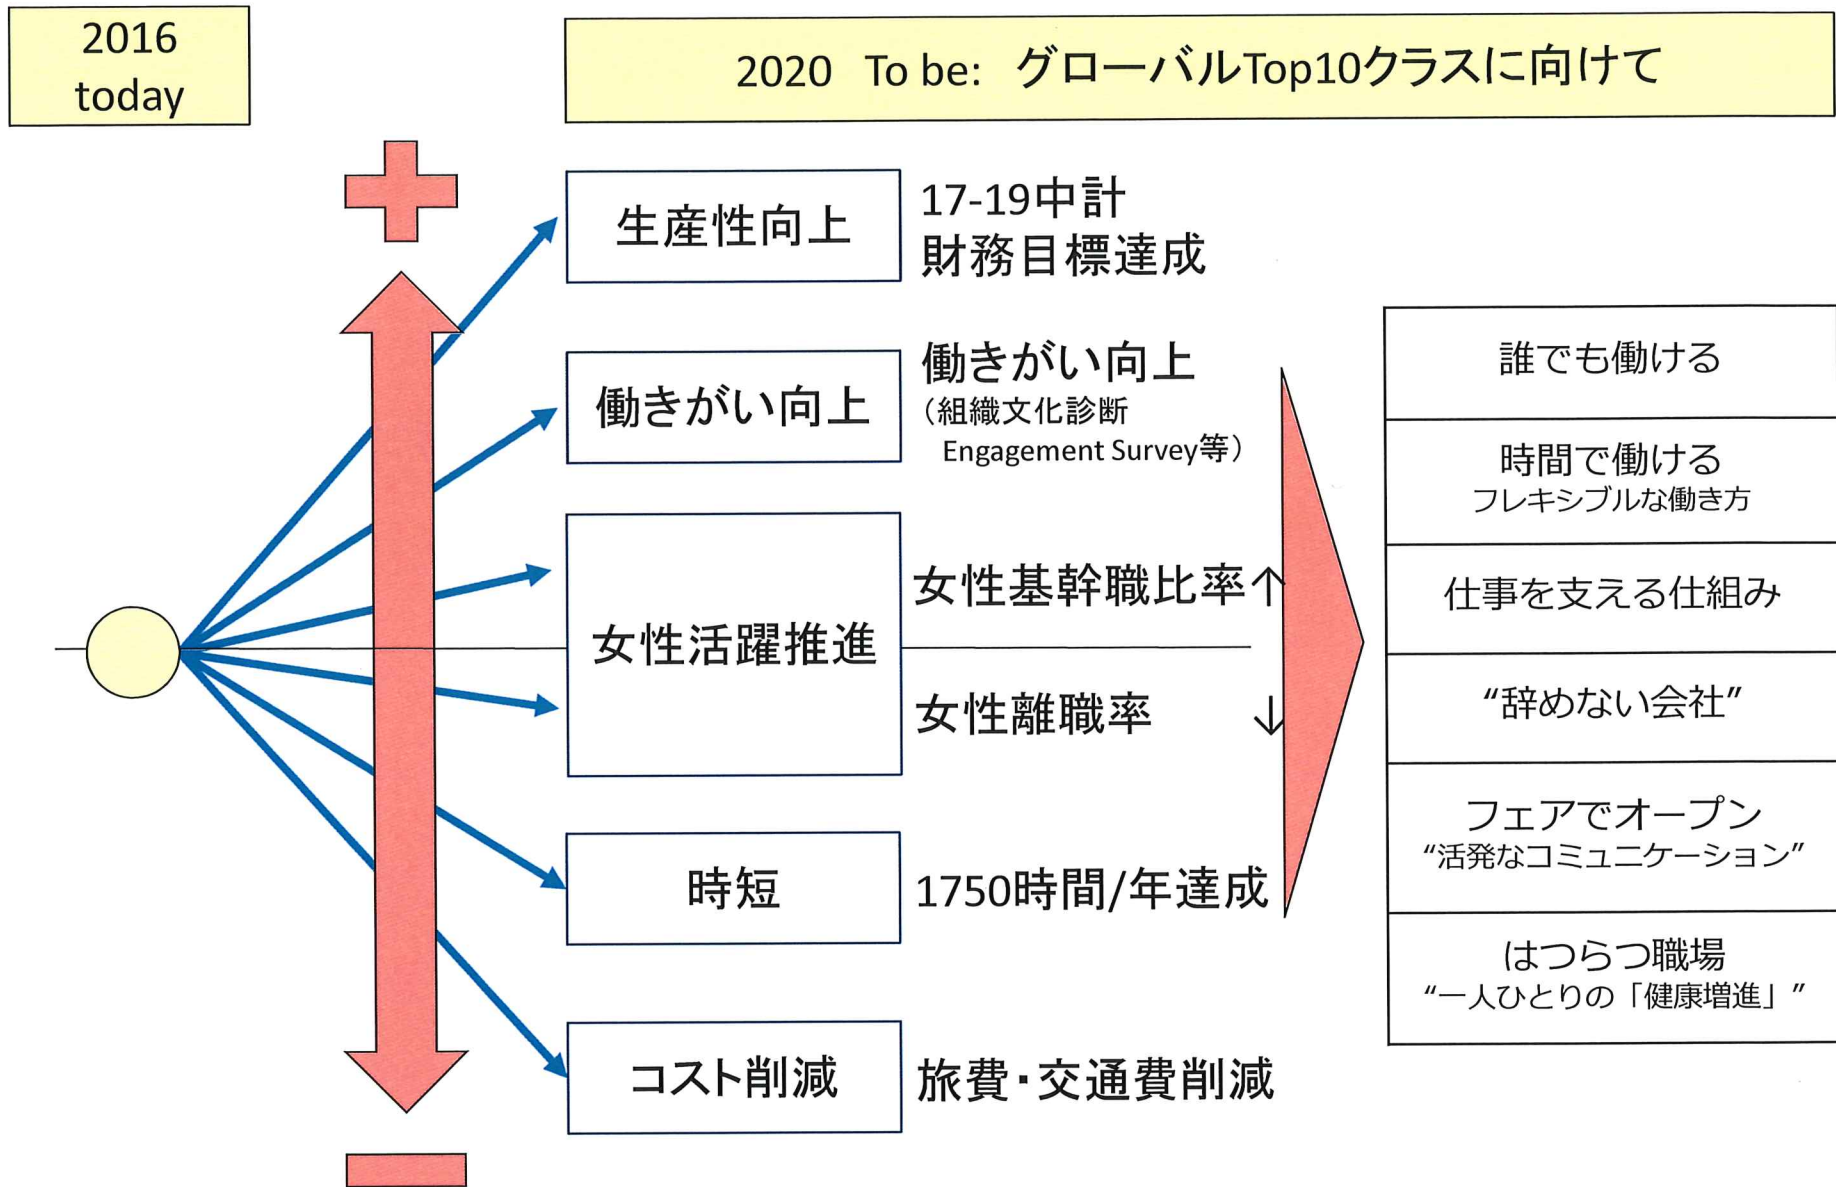 2016
today
2020 To be: グローバルTop10クラスに向けて
生産性向上
17-19中計
財務目標達成
働きがい向上
働きがい向上
（組織文化診断
Engagement Survey等）
女性活躍推進
女性基幹職比率↑
女性離職率 ↓
時短
1750時間/年達成
コスト削減
旅費・交通費削減
誰でも働ける
時間で働ける
フレキシブルな働き方
仕事を支える仕組み
“辞めない会社”
フェアでオープン
“活発なコミュニケーション”
はつらつ職場
“一人ひとりの「健康増進」”